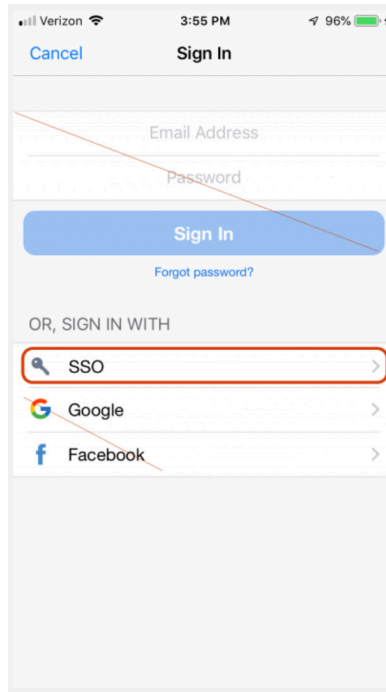 Verizon 3:55 PM 96%
Cancel Sign In
Email Address
Password
Sign In
Forgot password?
OR, SIGN IN WITH
SSO
Google
Facebook